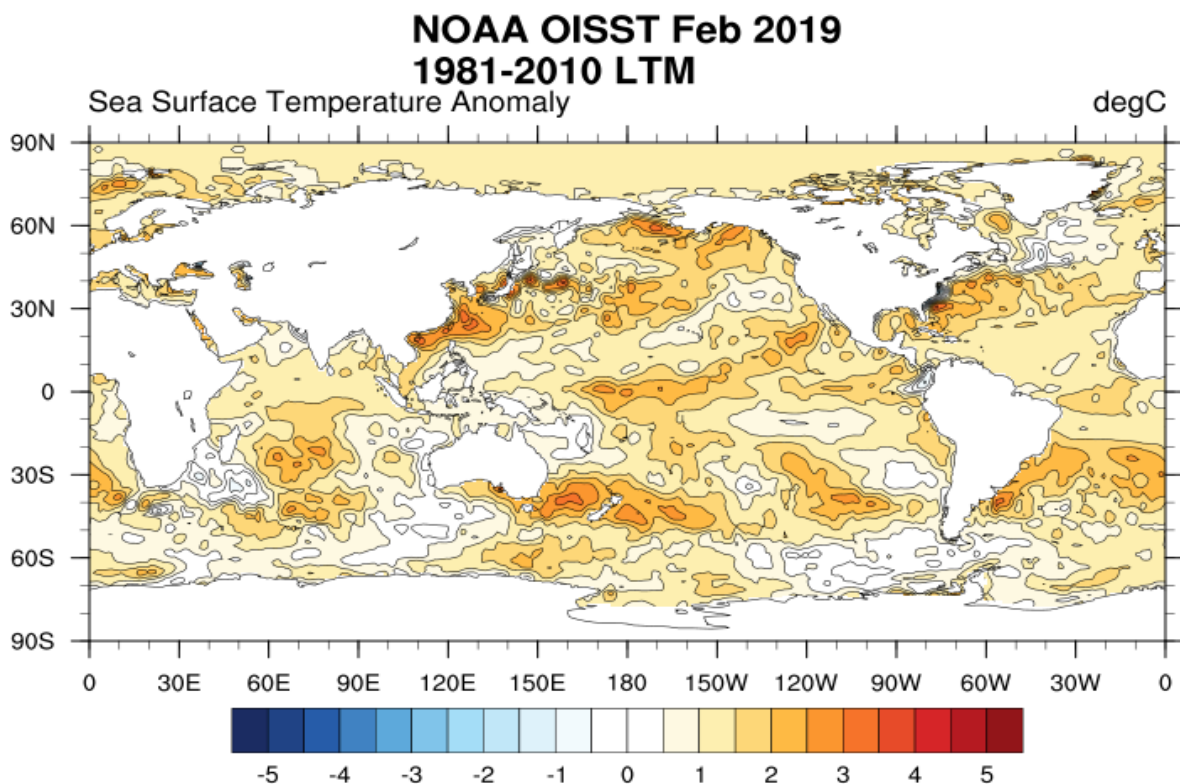 NOAA OISST Feb 2019
1981-2010 LTM
Sea Surface Temperature Anomaly degC
90N
60N
30N
0
30S
60S
90S
0 30E 60E 90E 120E 150E 180 150W 120W 90W 60W 30W 0
-5 -4 -3 -2 -1 0 1 2 3 4 5